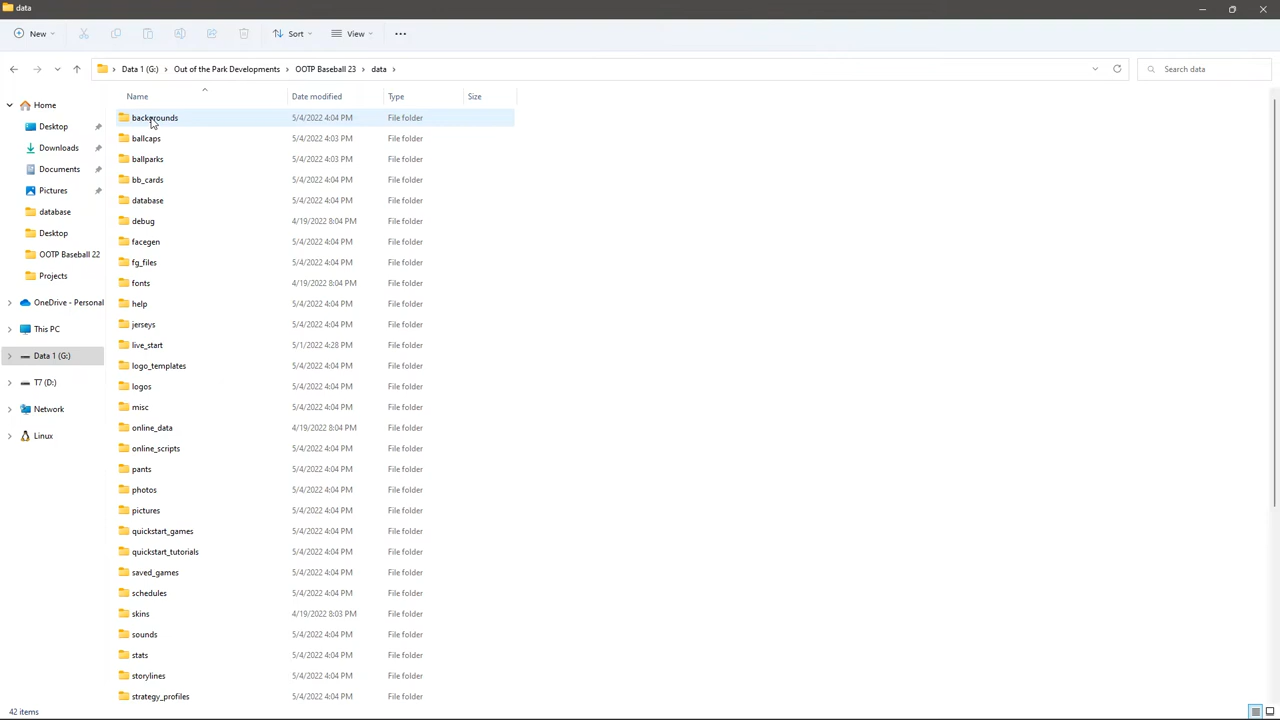 data
New
Sort
View
Data 1 (G:) > Out of the Park Developments > OOTP Baseball 23 > data >
Search data
Name Date modified Type Size
Home
Desktop
Downloads
Documents
Pictures
database
Desktop
OOTP Baseball 22
Projects
OneDrive - Personal
This PC
Data 1 (G:)
T7 (D:)
Network
Linux
backgrounds 5/4/2022 4:04 PM File folder
ballcaps 5/4/2022 4:03 PM File folder
ballparks 5/4/2022 4:03 PM File folder
bb_cards 5/4/2022 4:04 PM File folder
database 5/4/2022 4:04 PM File folder
debug 4/19/2022 8:04 PM File folder
facegen 5/4/2022 4:04 PM File folder
fg_files 5/4/2022 4:04 PM File folder
fonts 4/19/2022 8:04 PM File folder
help 5/4/2022 4:04 PM File folder
jerseys 5/4/2022 4:04 PM File folder
live_start 5/1/2022 4:28 PM File folder
logo_templates 5/4/2022 4:04 PM File folder
logos 5/4/2022 4:04 PM File folder
misc 5/4/2022 4:04 PM File folder
online_data 4/19/2022 8:04 PM File folder
online_scripts 5/4/2022 4:04 PM File folder
pants 5/4/2022 4:04 PM File folder
photos 5/4/2022 4:04 PM File folder
pictures 5/4/2022 4:04 PM File folder
quickstart_games 5/4/2022 4:04 PM File folder
quickstart_tutorials 5/4/2022 4:04 PM File folder
saved_games 5/4/2022 4:04 PM File folder
schedules 5/4/2022 4:04 PM File folder
skins 4/19/2022 8:03 PM File folder
sounds 5/4/2022 4:04 PM File folder
stats 5/4/2022 4:04 PM File folder
storylines 5/4/2022 4:04 PM File folder
strategy_profiles 5/4/2022 4:04 PM File folder
42 items